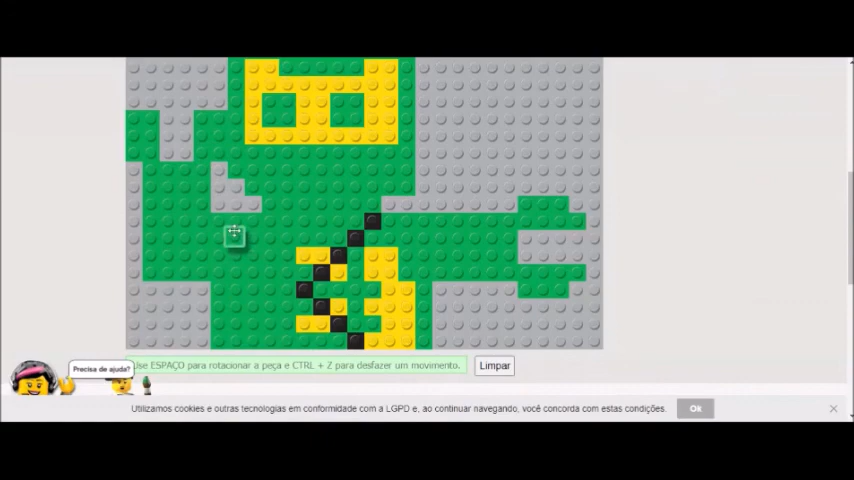 Use ESPAÇO para rotacionar a peça e CTRL + Z para desfazer um movimento.
Limpar
Precisa de ajuda?
Utilizamos cookies e outras tecnologias em conformidade com a LGPD e, ao continuar navegando, você concorda com estas condições.
Ok